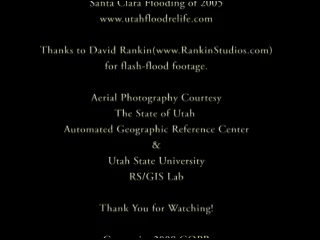 Santa Clara Flooding of 2005
www.utahfloodrelife.com
Thanks to David Rankin(www.RankinStudios.com)
for flash-flood footage.
Aerial Photography Courtesy
The State of Utah
Automated Geographic Reference Center
&
Utah State University
RS/GIS Lab
Thank You for Watching!